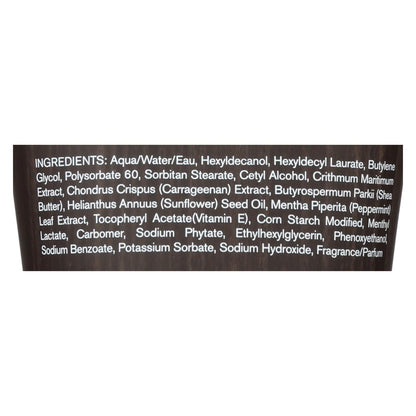 INGREDIENTS: Aqua/Water/Eau, Hexyldecanol, Hexyldecyl Laurate, Butylene
Glycol, Polysorbate 60, Sorbitan Stearate, Cetyl Alcohol, Crithmum Maritimum
Extract, Chondrus Crispus (Carrageenan) Extract, Butyrospermum Parkii (Shea
Butter), Helianthus Annuus (Sunflower) Seed Oil, Mentha Piperita (Peppermint)
Leaf Extract, Tocopheryl Acetate(Vitamin E), Corn Starch Modified, Menthyl
Lactate, Carbomer, Sodium Phytate, Ethylhexylglycerin, Phenoxyethanol,
Sodium Benzoate, Potassium Sorbate, Sodium Hydroxide, Fragrance/Parfum